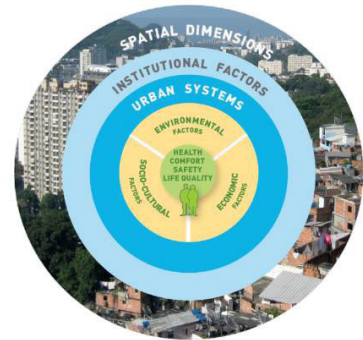 SPATIAL DIMENSIONS
INSTITUTIONAL FACTORS
URBAN SYSTEMS
ENVIRONMENTAL
FACTORS
HEALTH
COMFORT
SAFETY
LIFE QUALITY
SOCIO-CULTURAL
FACTORS
ECONOMIC
FACTORS